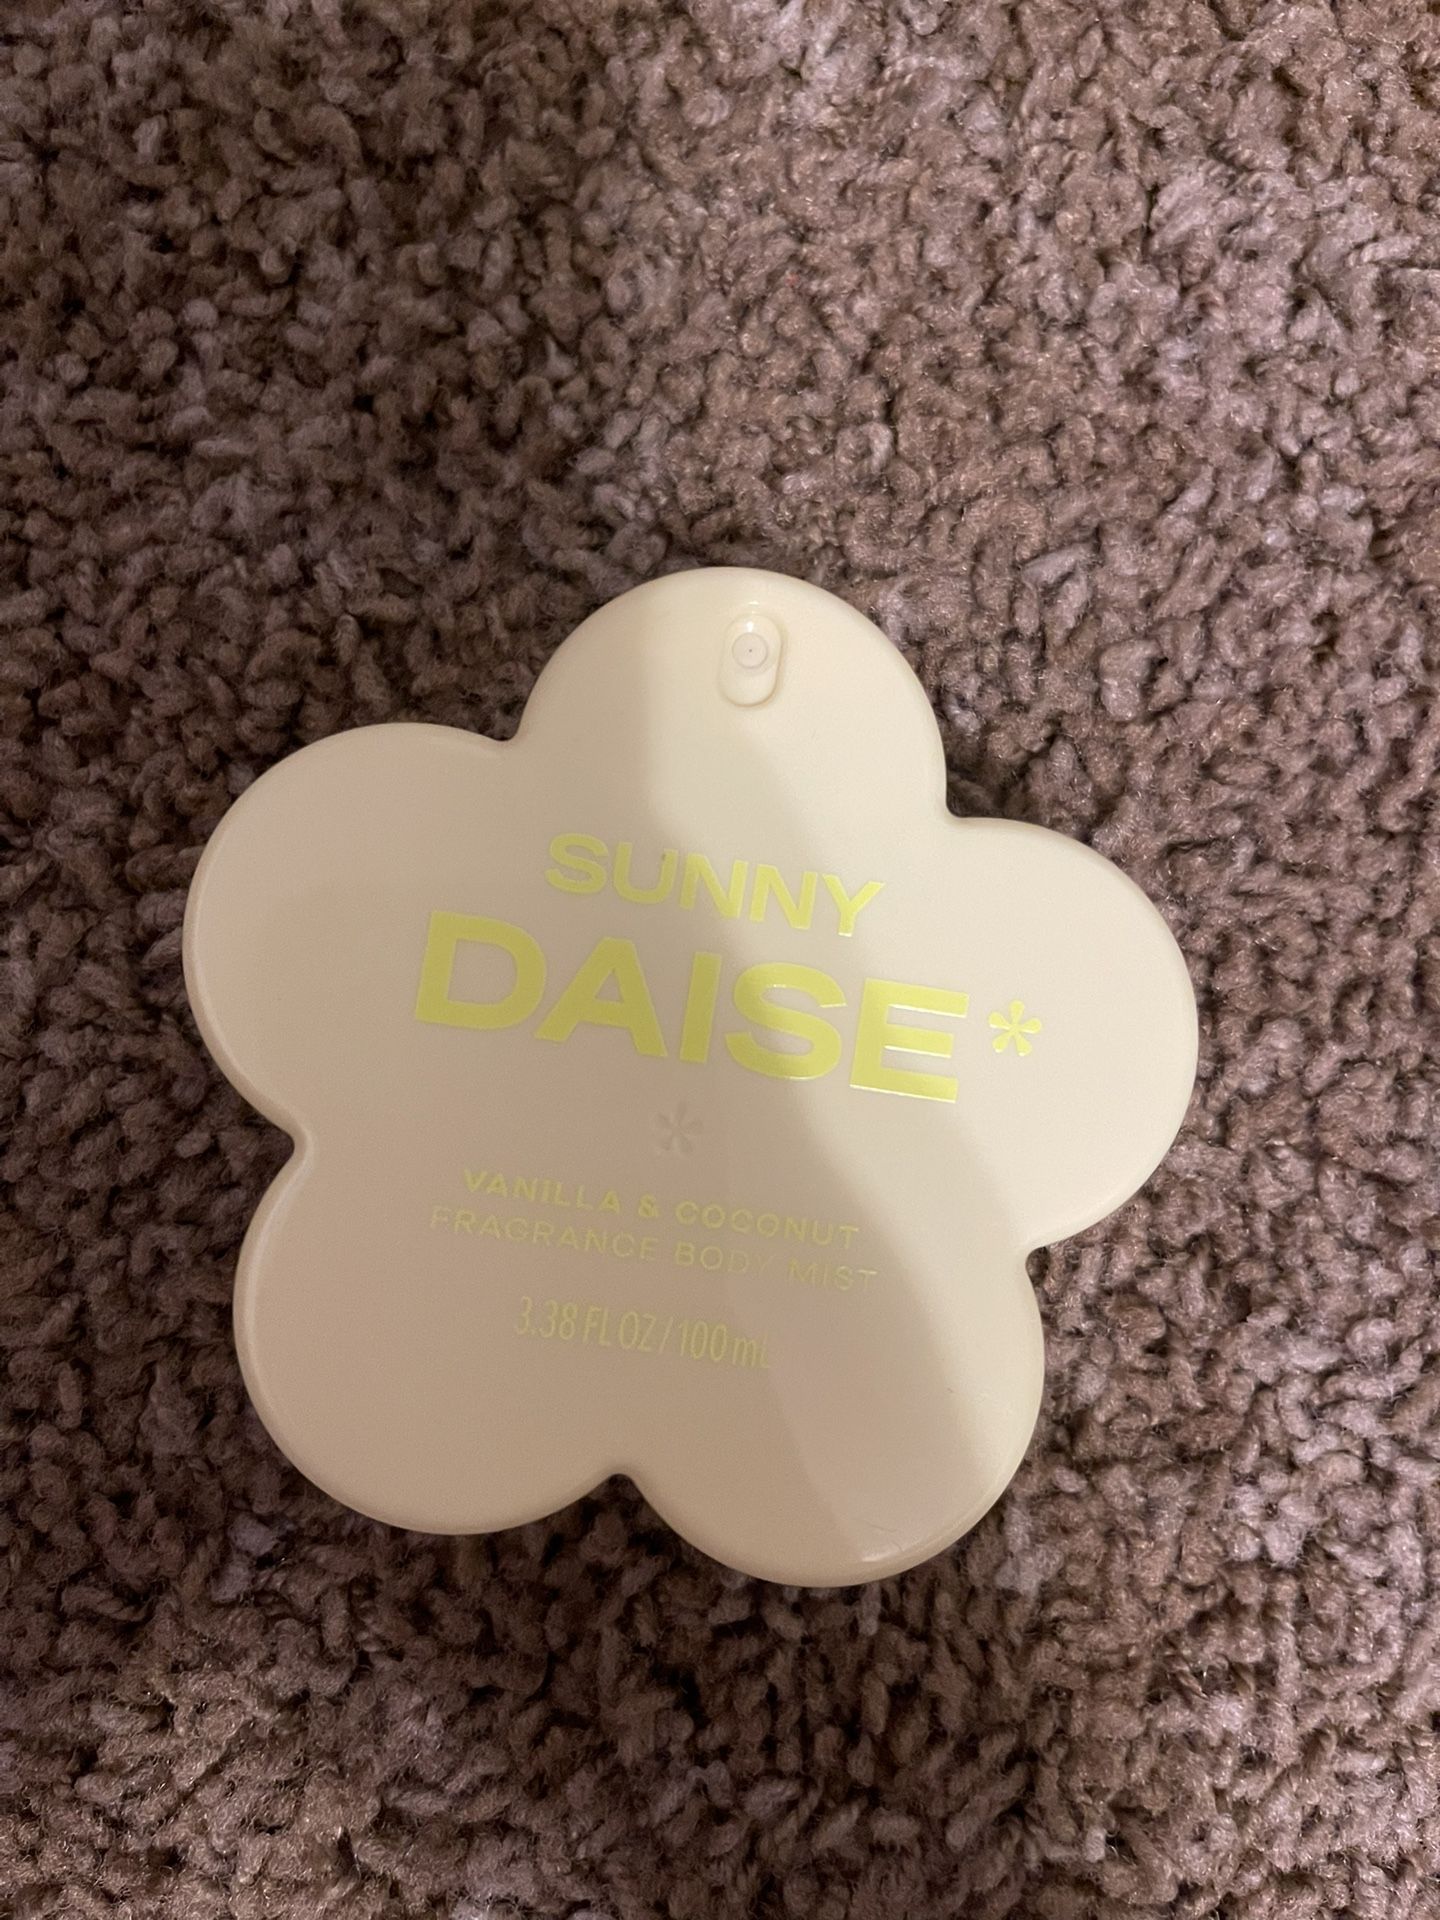 SUNNY
DAISE*
*
VANILLA & COCONUT
FRAGRANCE BODY MIST
3.38 FL OZ / 100 mL